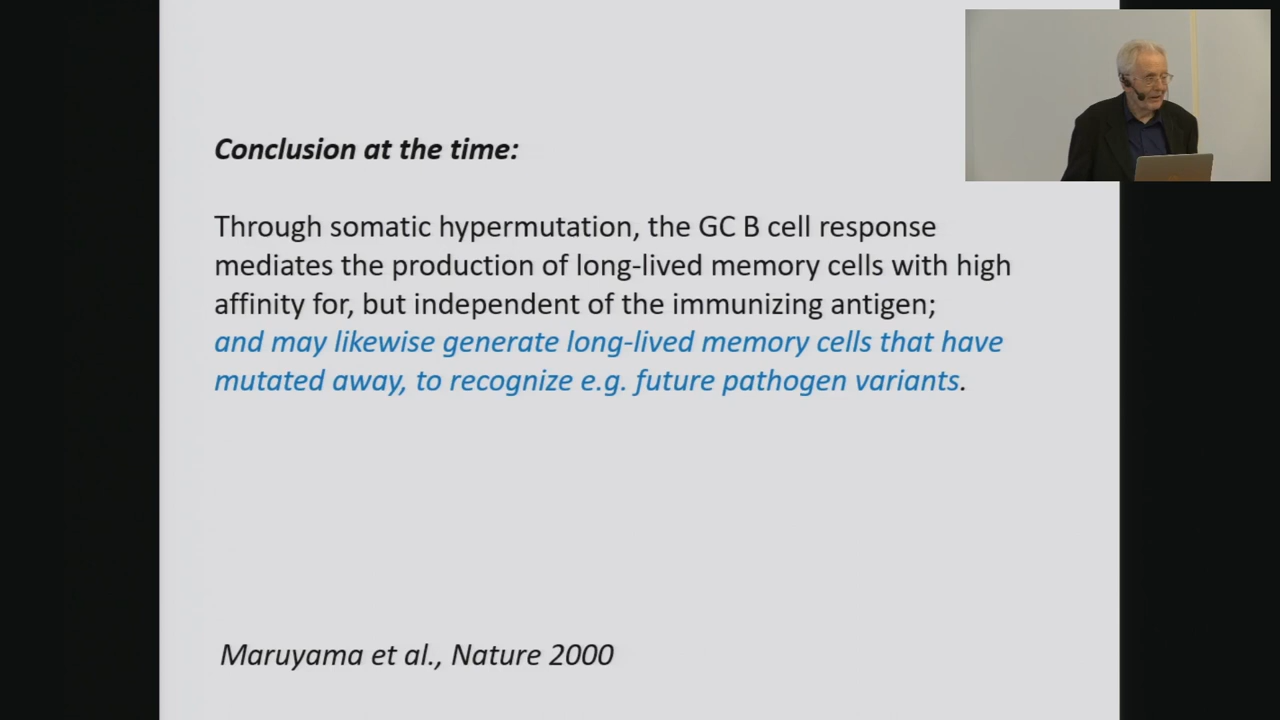 Conclusion at the time:
Through somatic hypermutation, the GC B cell response
mediates the production of long-lived memory cells with high
affinity for, but independent of the immunizing antigen;
and may likewise generate long-lived memory cells that have
mutated away, to recognize e.g. future pathogen variants.
Maruyama et al., Nature 2000